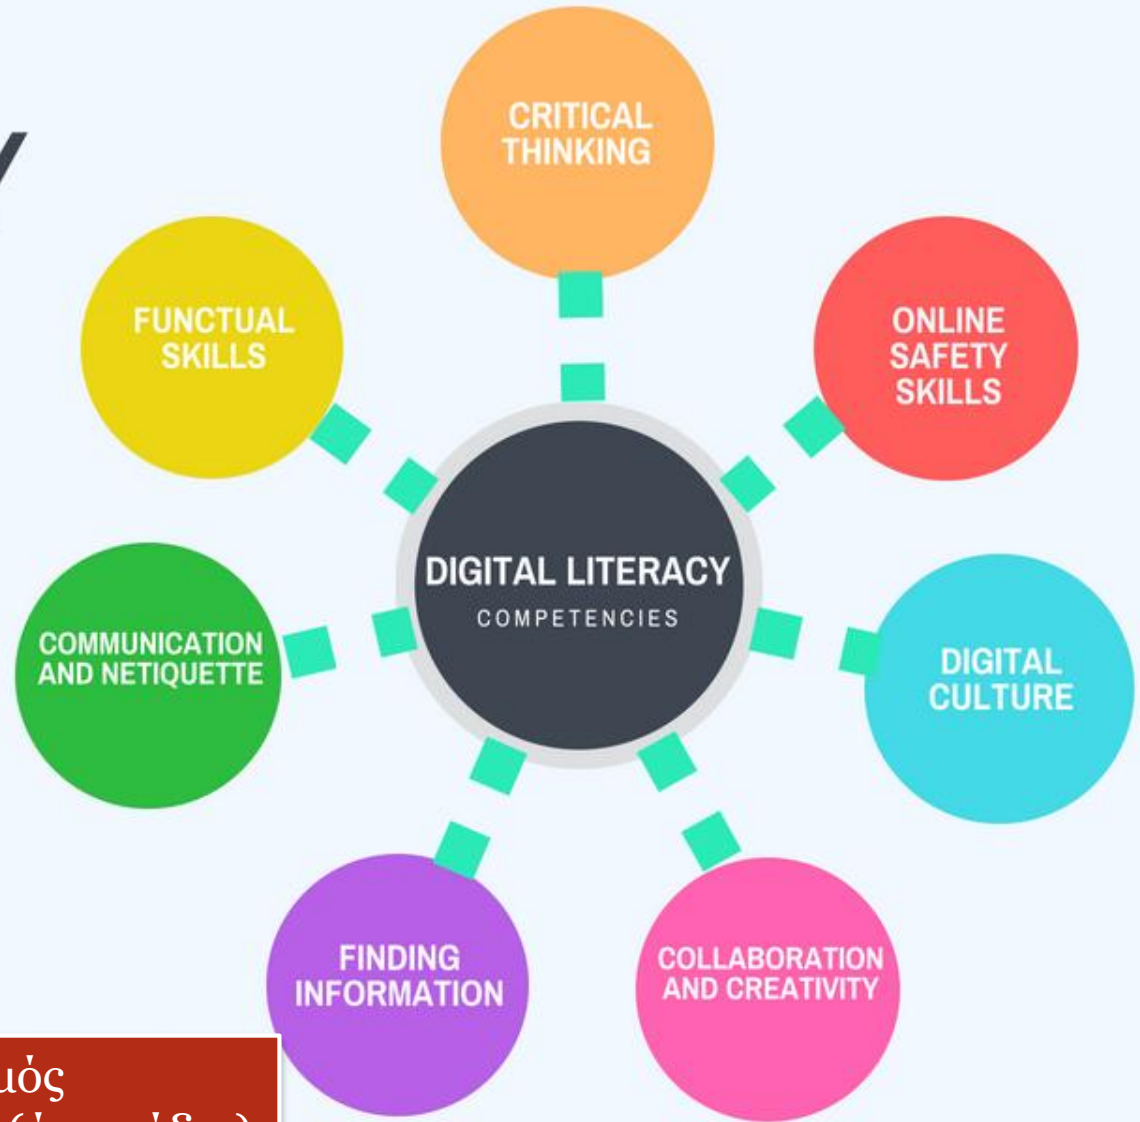 Y
CRITICAL
THINKING
FUNCTUAL
SKILLS
ONLINE
SAFETY
SKILLS
DIGITAL LITERACY
COMPETENCIES
COMMUNICATION
AND NETIQUETTE
DIGITAL
CULTURE
FINDING
INFORMATION
COLLABORATION
AND CREATIVITY
μός